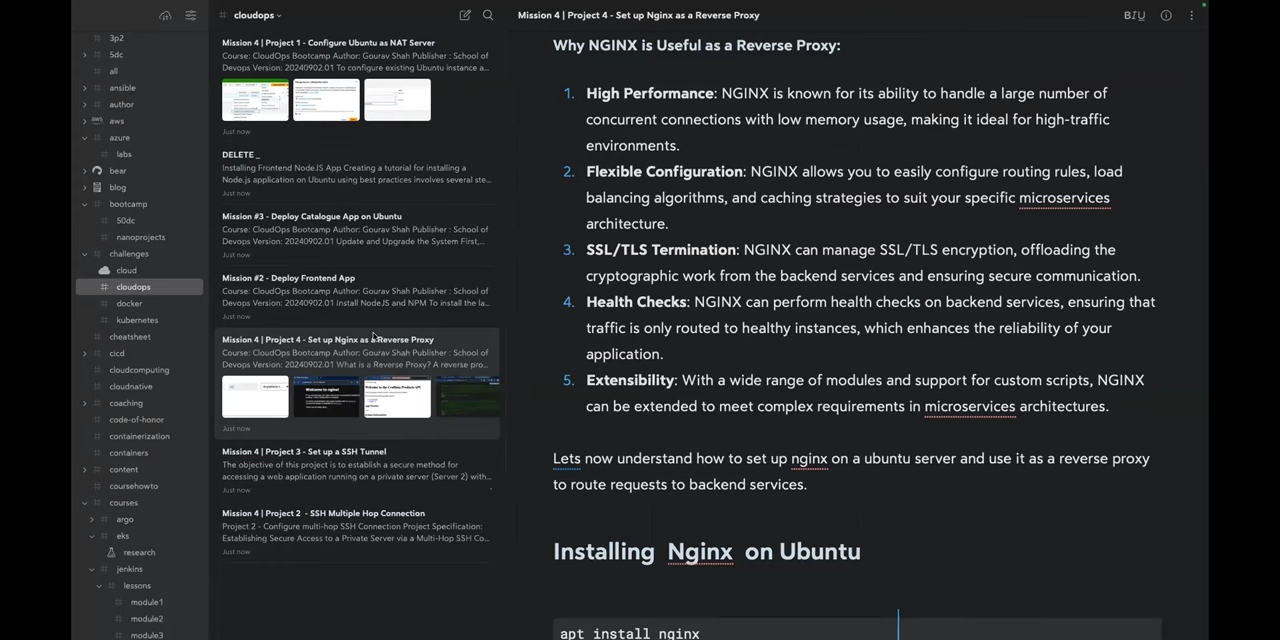 3p2
5dc
all
ansible
author
aws
aws
azure
labs
bear
blog
bootcamp
50dc
nanoprojects
challenges
cloud
cloudops
docker
kubernetes
cheatsheet
cicd
cloudcomputing
cloudnative
coaching
code-of-honor
containerization
containers
content
coursehowto
courses
argo
eks
research
jenkins
lessons
module1
module2
module3
# cloudops
Mission 4 | Project 1 - Configure Ubuntu as NAT Server
Course: CloudOps Bootcamp Author: Gourav Shah Publisher : School of
Devops Version: 20240902.01 To configure existing Ubuntu instance a...
Just now
DELETE _
Installing Frontend NodeJS App Creating a tutorial for installing a
Node.js application on Ubuntu using best practices involves several ste...
Just now
Mission #3 - Deploy Catalogue App on Ubuntu
Course: CloudOps Bootcamp Author: Gourav Shah Publisher : School of
Devops Version: 20240902.01 Update and Upgrade the System First,...
Just now
Mission #2 - Deploy Frontend App
Course: CloudOps Bootcamp Author: Gourav Shah Publisher : School of
Devops Version: 20240902.01 Install NodeJS and NPM To install the la...
Just now
Mission 4 | Project 4 - Set up Nginx as a Reverse Proxy
Course: CloudOps Bootcamp Author: Gourav Shah Publisher : School of
Devops Version: 20240902.01 What is a Reverse Proxy? A reverse pro...
Welcome to nginx!
Just now
Mission 4 | Project 3 - Set up a SSH Tunnel
The objective of this project is to establish a secure method for
accessing a web application running on a private server (Server 2) with...
Just now
Mission 4 | Project 2 - SSH Multiple Hop Connection
Project 2 - Configure multi-hop SSH Connection Project Specification:
Establishing Secure Access to a Private Server via a Multi-Hop SSH Co...
Just now
Mission 4 | Project 4 - Set up Nginx as a Reverse Proxy
BIU
Why NGINX is Useful as a Reverse Proxy:
1. High Performance: NGINX is known for its ability to handle a large number of
concurrent connections with low memory usage, making it ideal for high-traffic
environments.
2. Flexible Configuration: NGINX allows you to easily configure routing rules, load
balancing algorithms, and caching strategies to suit your specific microservices
architecture.
3. SSL/TLS Termination: NGINX can manage SSL/TLS encryption, offloading the
cryptographic work from the backend services and ensuring secure communication.
4. Health Checks: NGINX can perform health checks on backend services, ensuring that
traffic is only routed to healthy instances, which enhances the reliability of your
application.
5. Extensibility: With a wide range of modules and support for custom scripts, NGINX
can be extended to meet complex requirements in microservices architectures.
Lets now understand how to set up nginx on a ubuntu server and use it as a reverse proxy
to route requests to backend services.
Installing Nginx on Ubuntu
apt install nginx